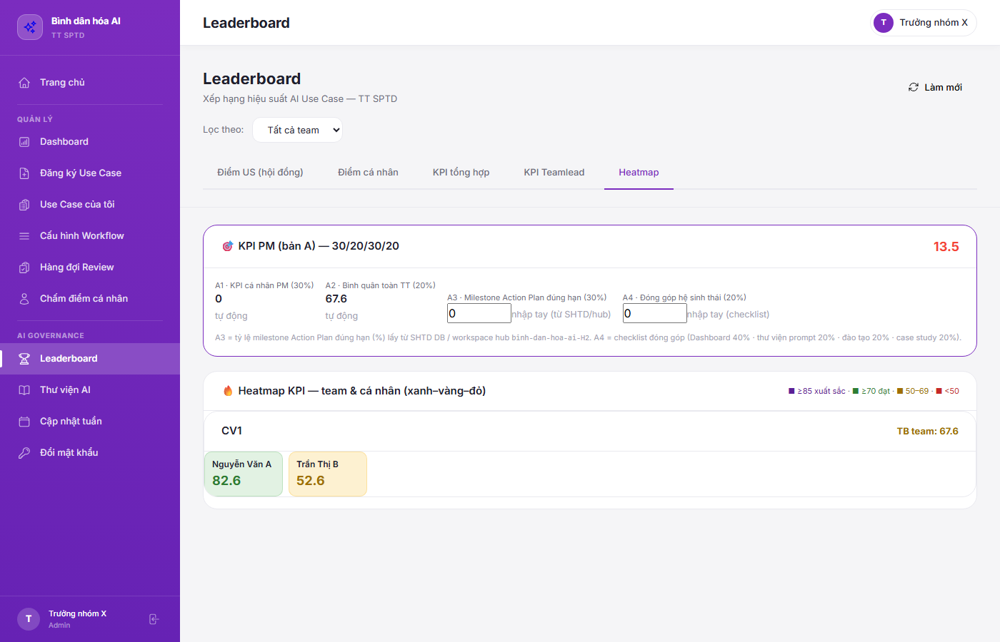 Bình dân hóa AI
TT SPTD
Trang chủ
QUẢN LÝ
Dashboard
Đăng ký Use Case
Use Case của tôi
Cấu hình Workflow
Hàng đợi Review
Chấm điểm cá nhân
AI GOVERNANCE
Leaderboard
Thư viện AI
Cập nhật tuần
Đổi mật khẩu
T
Trưởng nhóm X
Admin
Leaderboard
T
Trưởng nhóm X
Leaderboard
Xếp hạng hiệu suất AI Use Case — TT SPTD
Làm mới
Lọc theo:
Tất cả team
Điểm US (hội đồng)
Điểm cá nhân
KPI tổng hợp
KPI Teamlead
Heatmap
KPI PM (bản A) — 30/20/30/20
13.5
A1 · KPI cá nhân PM (30%)
0
tự động
A2 · Bình quân toàn TT (20%)
67.6
tự động
A3 · Milestone Action Plan đúng hạn (30%)
0
nhập tay (từ SHTD/hub)
A4 · Đóng góp hệ sinh thái (20%)
0
nhập tay (checklist)
A3 = tỷ lệ milestone Action Plan đúng hạn (%) lấy từ SHTD DB / workspace hub binh-dan-hoa-ai-H2. A4 = checklist đóng góp (Dashboard 40% · thư viện prompt 20% · đào tạo 20% · case study 20%).
Heatmap KPI — team & cá nhân (xanh–vàng–đỏ)
■ ≥85 xuất sắc · ■ ≥70 đạt · ■ 50–69 · ■ <50
CV1
TB team: 67.6
Nguyễn Văn A
82.6
Trần Thị B
52.6